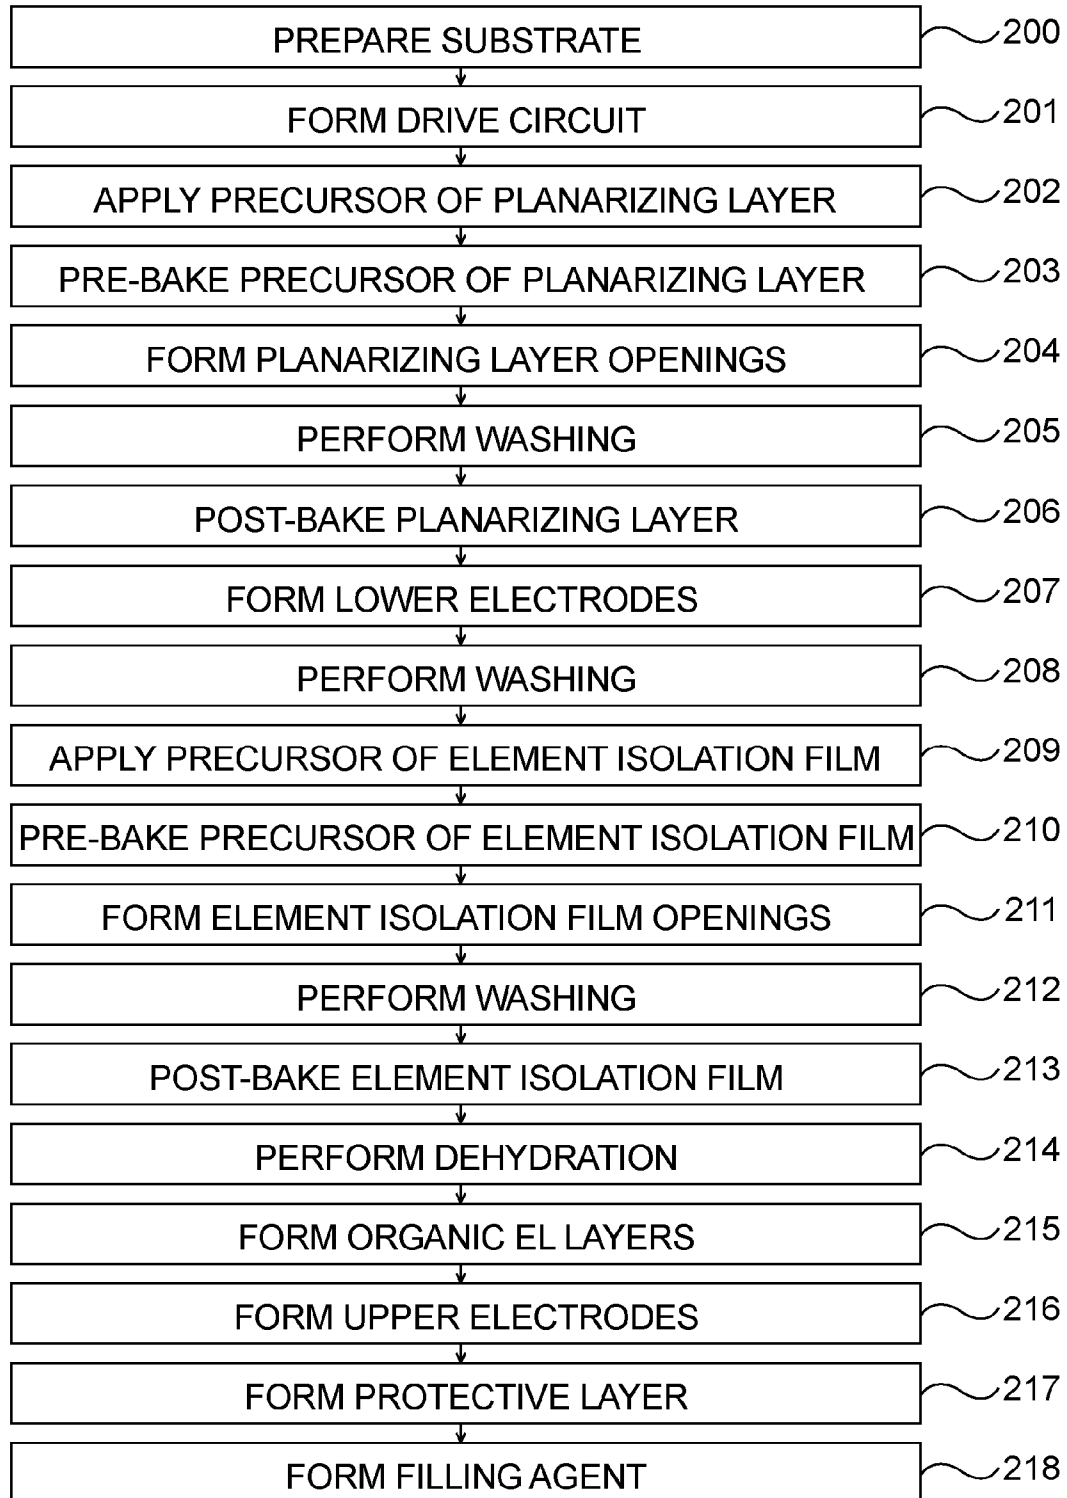 PREPARE SUBSTRATE 200
FORM DRIVE CIRCUIT 201
APPLY PRECURSOR OF PLANARIZING LAYER 202
PRE-BAKE PRECURSOR OF PLANARIZING LAYER 203
FORM PLANARIZING LAYER OPENINGS 204
PERFORM WASHING 205
POST-BAKE PLANARIZING LAYER 206
FORM LOWER ELECTRODES 207
PERFORM WASHING 208
APPLY PRECURSOR OF ELEMENT ISOLATION FILM 209
PRE-BAKE PRECURSOR OF ELEMENT ISOLATION FILM 210
FORM ELEMENT ISOLATION FILM OPENINGS 211
PERFORM WASHING 212
POST-BAKE ELEMENT ISOLATION FILM 213
PERFORM DEHYDRATION 214
FORM ORGANIC EL LAYERS 215
FORM UPPER ELECTRODES 216
FORM PROTECTIVE LAYER 217
FORM FILLING AGENT 218